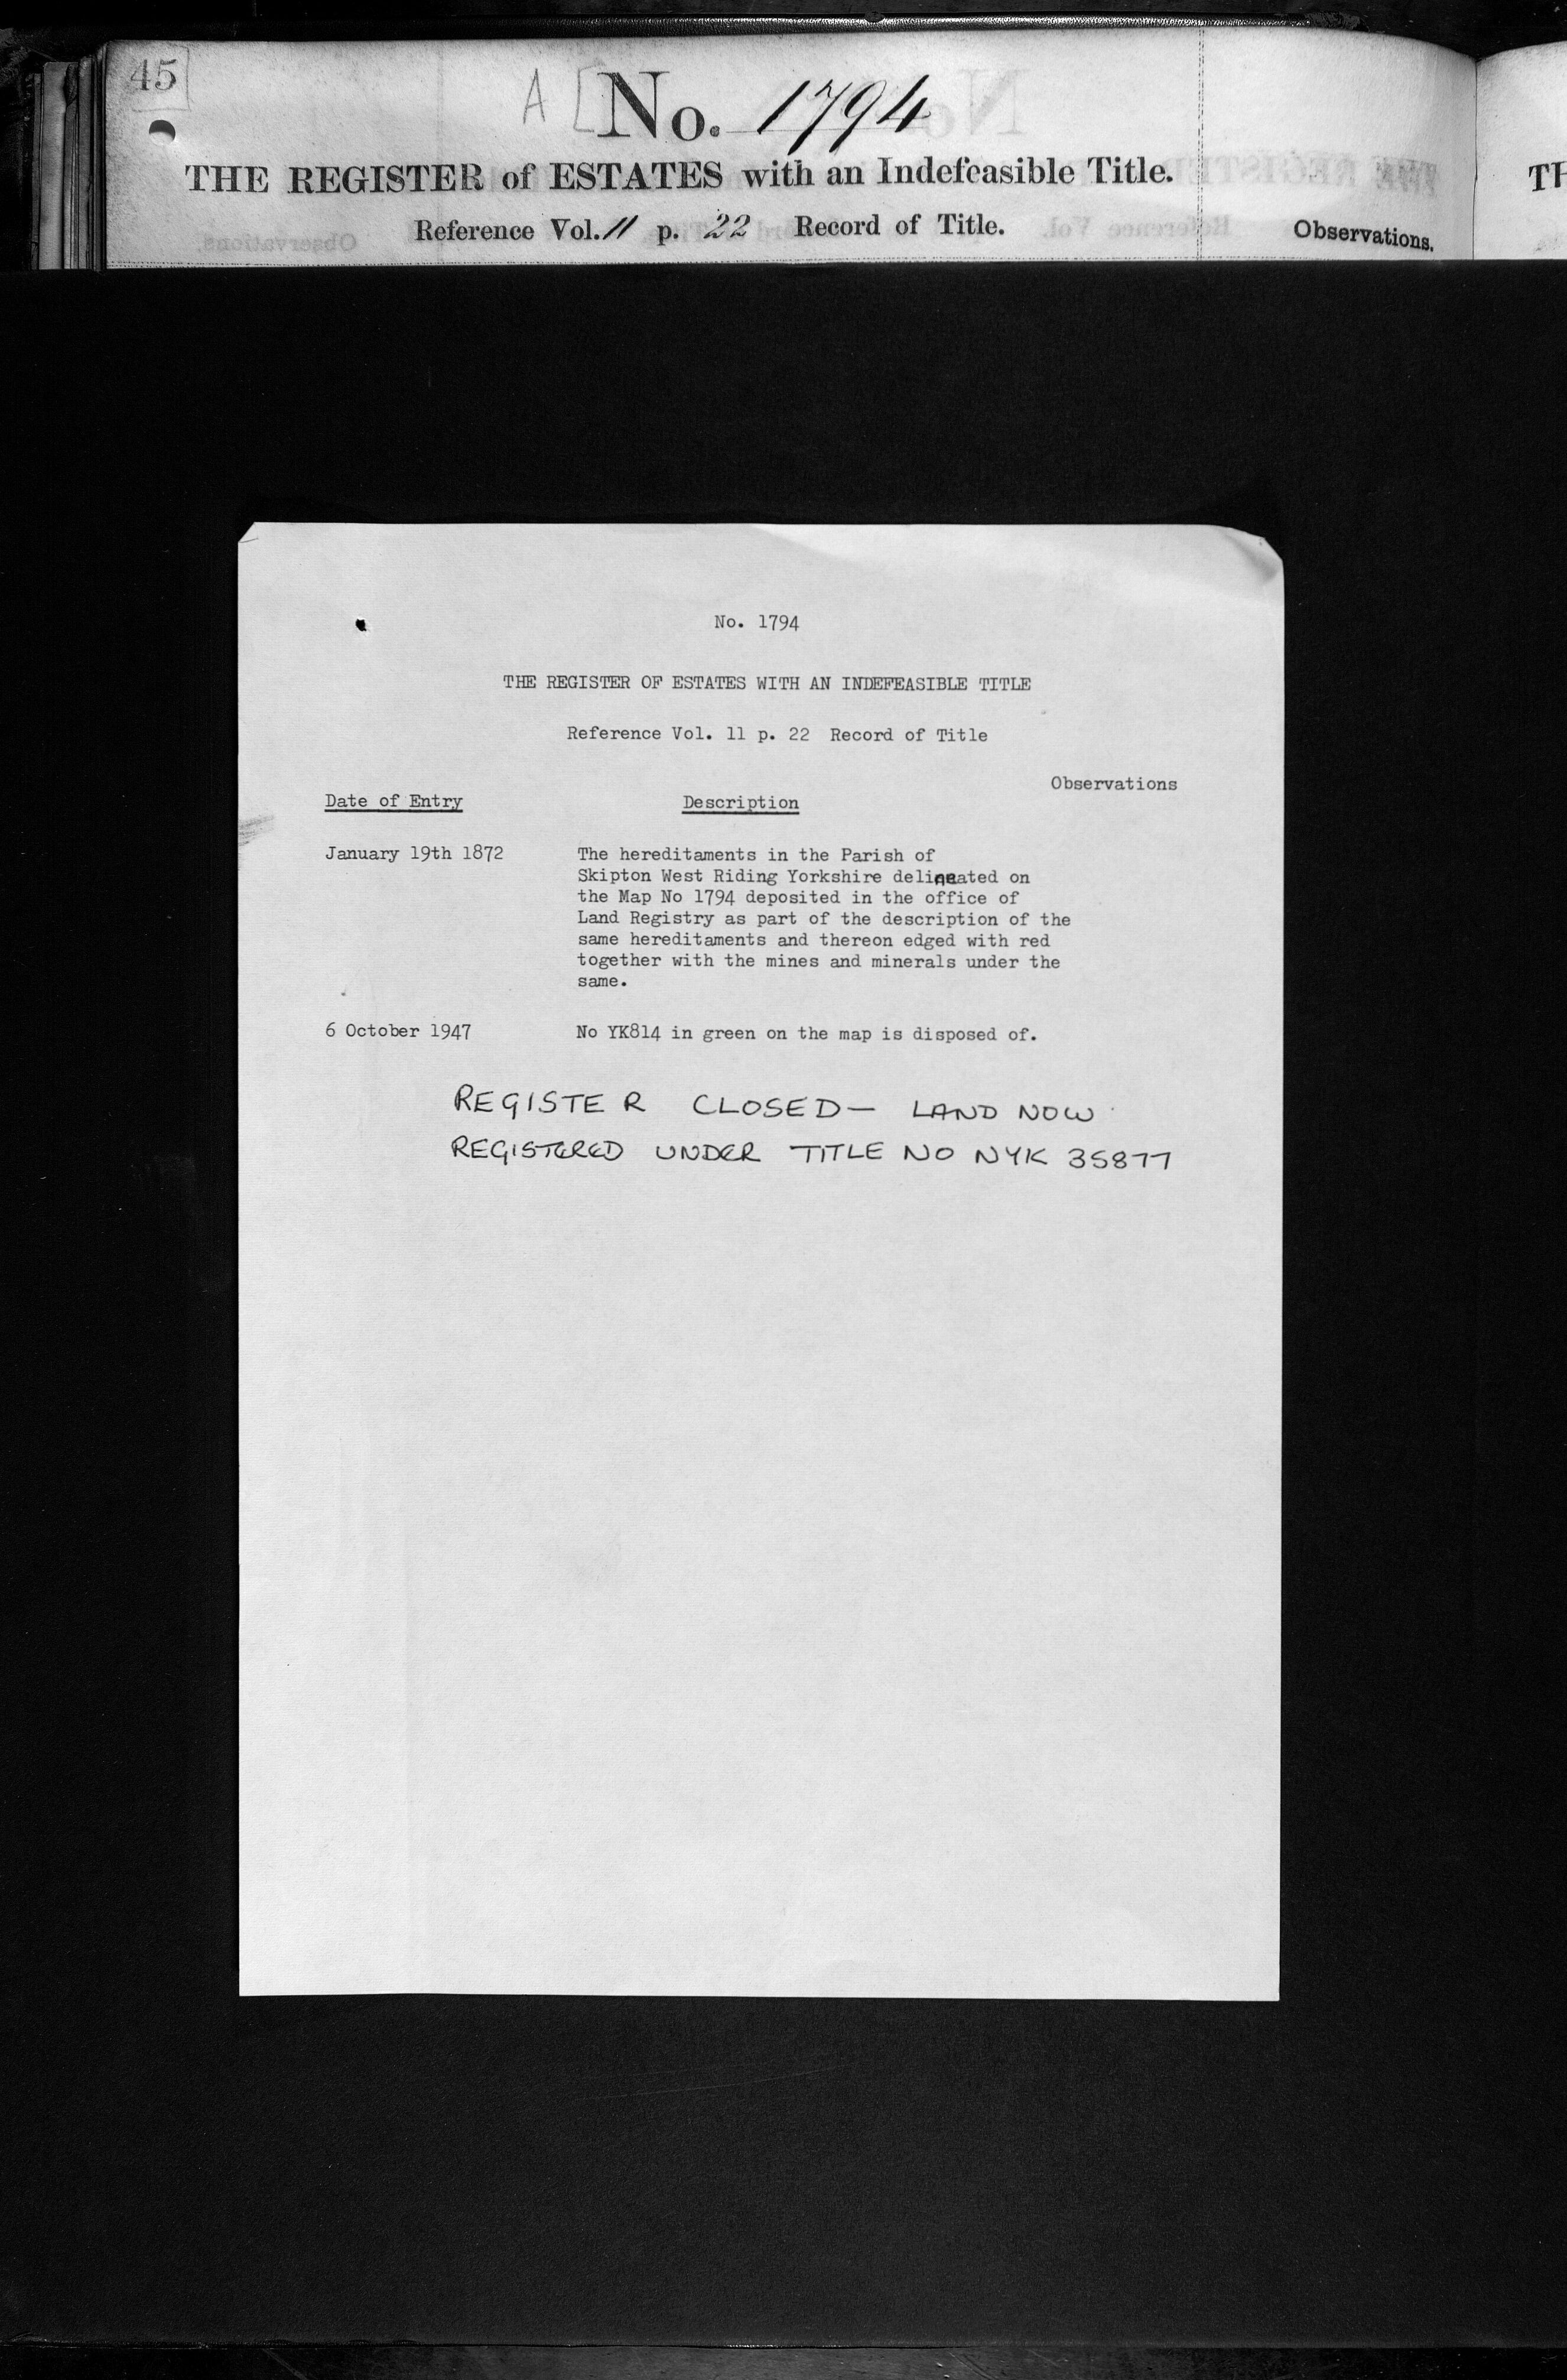 45
A [No. 1794
THE REGISTER of ESTATES with an Indefeasible Title.
Reference Vol. 11 p. 22 Record of Title.
Observations.
TH
No. 1794
THE REGISTER OF ESTATES WITH AN INDEFEASIBLE TITLE
Reference Vol. 11 p. 22 Record of Title
Observations
Date of Entry Description
January 19th 1872 The hereditaments in the Parish of
Skipton West Riding Yorkshire delineated on
the Map No 1794 deposited in the office of
Land Registry as part of the description of the
same hereditaments and thereon edged with red
together with the mines and minerals under the
same.
6 October 1947 No YK814 in green on the map is disposed of.
REGISTER CLOSED — LAND NOW
REGISTERED UNDER TITLE NO NYK 35877